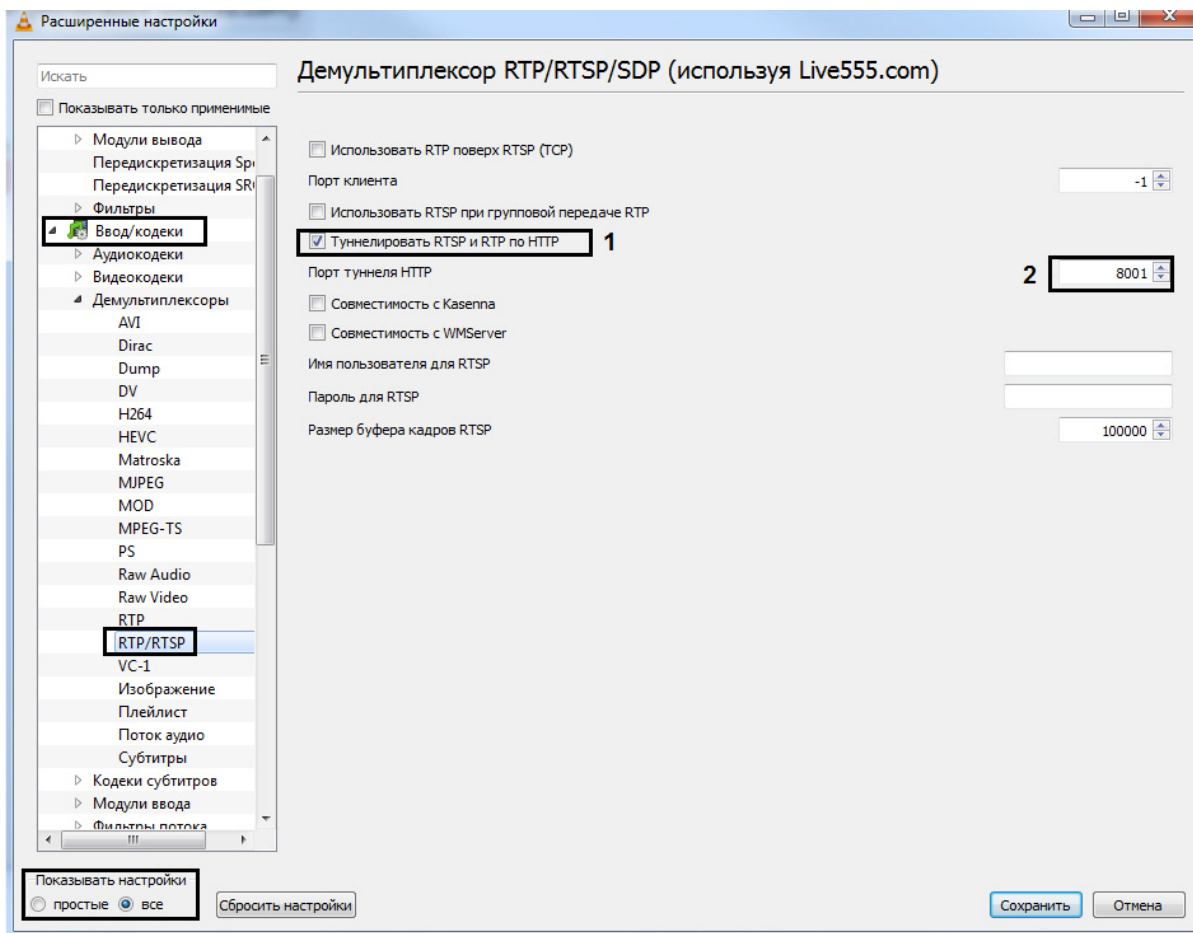 Расширенные настройки
Искать
Показывать только применимые
Модули вывода
Передискретизация
Передискретизация
Фильтры
Ввод/кодеки
Аудиокодеки
Видеокодеки
Демультиплексоры
AVI
Dirac
Dump
DV
H264
HEVC
Matroska
MJPEG
MOD
MPEG-TS
PS
Raw Audio
Raw Video
RTP
RTP/RTSP
VC-1
Изображение
Плейлист
Поток аудио
Субтитры
Кодеки субтитров
Модули ввода
Фильтры потока
Показывать настройки
простые все
Сбросить настройки
Демультиплексор RTP/RTSP/SDP (используя Live555.com)
Использовать RTP поверх RTSP (TCP)
Порт клиента -1
Использовать RTSP при групповой передаче RTP
Туннелировать RTSP и RTP по HTTP 1
Порт туннеля HTTP 2 8001
Совместимость с Kasenna
Совместимость с WMServer
Имя пользователя для RTSP
Пароль для RTSP
Размер буфера кадров RTSP 100000
Сохранить Отмена